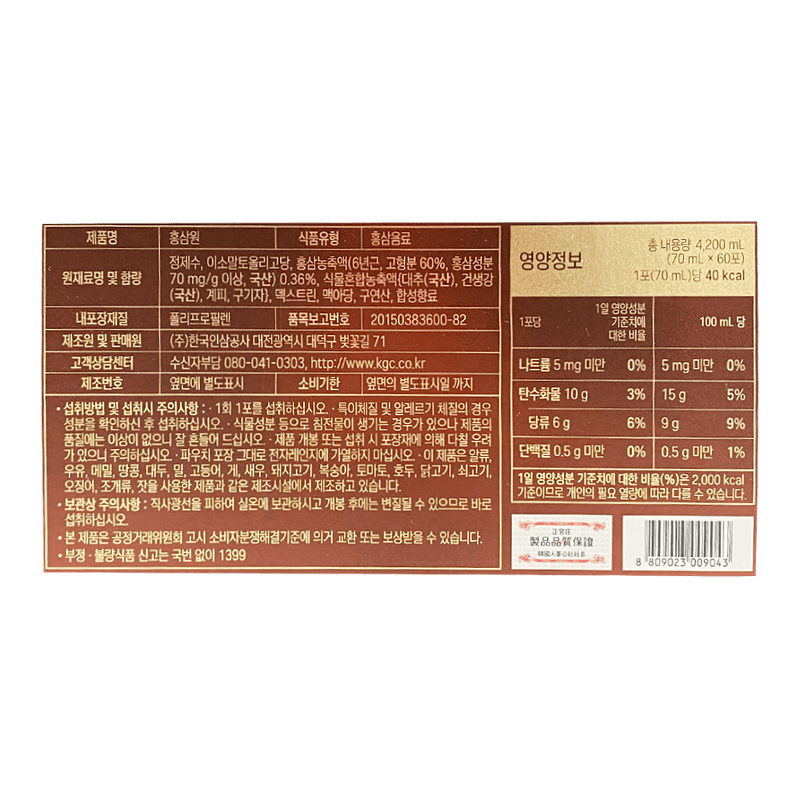 제품명 홍삼원 식품유형 홍삼음료
원재료명 및 함량 정제수, 이소말토올리고당, 홍삼농축액{6년근, 고형분 60%, 홍삼성분
70 mg/g 이상, 국산} 0.36%, 식물혼합농축액{대추(국산), 건생강
(국산), 계피, 구기자}, 덱스트린, 맥아당, 구연산, 합성향료
내포장재질 폴리프로필렌 품목보고번호 20150383600-82
제조원 및 판매원 (주)한국인삼공사 대전광역시 대덕구 벚꽃길 71
고객상담센터 수신자부담 080-041-0303, http://www.kgc.co.kr
제조번호 옆면에 별도표시 소비기한 옆면의 별도표시일 까지
• 섭취방법 및 섭취시 주의사항 : · 1회 1포를 섭취하십시오. · 특이체질 및 알레르기 체질의 경우
성분을 확인하신 후 섭취하십시오. · 식물성분 등으로 침전물이 생기는 경우가 있으나 제품의
품질에는 이상이 없으니 잘 흔들어 드십시오. · 제품 개봉 또는 섭취 시 포장재에 의해 다칠 우려
가 있으니 주의하십시오. · 파우치 포장 그대로 전자레인지에 가열하지 마십시오. · 이 제품은 알류,
우유, 메밀, 땅콩, 대두, 밀, 고등어, 게, 새우, 돼지고기, 복숭아, 토마토, 호두, 닭고기, 쇠고기,
오징어, 조개류, 잣을 사용한 제품과 같은 제조시설에서 제조하고 있습니다.
• 보관상 주의사항 : 직사광선을 피하여 실온에 보관하시고 개봉 후에는 변질될 수 있으므로 바로
섭취하십시오.
• 본 제품은 공정거래위원회 고시 소비자분쟁해결기준에 의거 교환 또는 보상받을 수 있습니다.
• 부정·불량식품 신고는 국번 없이 1399
영양정보
총 내용량 4,200 mL
(70 mL × 60포)
1포(70 mL)당 40 kcal
1포당 1일 영양성분 기준치에 대한 비율 100 mL 당
나트륨 5 mg 미만 0% 5 mg 미만 0%
탄수화물 10 g 3% 15 g 5%
당류 6 g 6% 9 g 9%
단백질 0.5 g 미만 0% 0.5 g 미만 1%
1일 영양성분 기준치에 대한 비율(%)은 2,000 kcal
기준이므로 개인의 필요 열량에 따라 다를 수 있습니다.
正官庄
製品品質保證
韓國人蔘公社社長
8 809023 009043